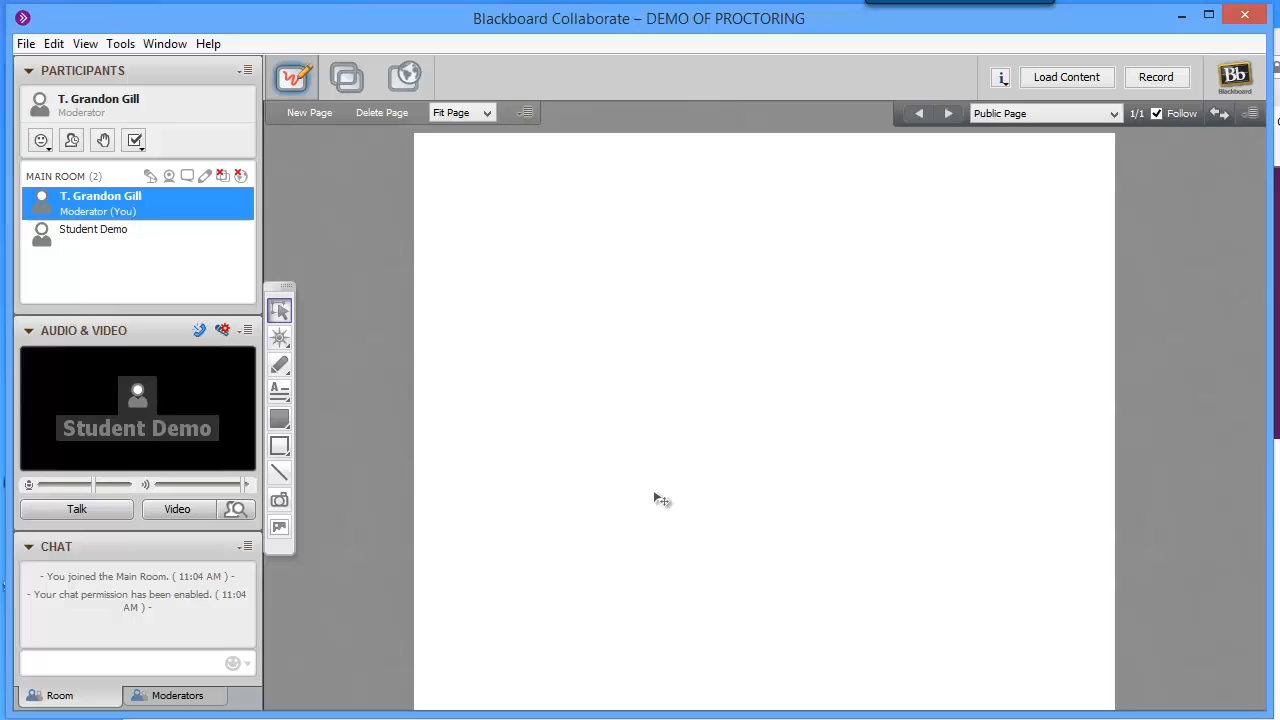 Blackboard Collaborate – DEMO OF PROCTORING
File Edit View Tools Window Help
PARTICIPANTS
T. Grandon Gill
Moderator
MAIN ROOM (2)
T. Grandon Gill
Moderator (You)
Student Demo
AUDIO & VIDEO
Student Demo
Talk
Video
CHAT
- You joined the Main Room. ( 11:04 AM ) -
- Your chat permission has been enabled. ( 11:04
AM ) -
Room
Moderators
i
Load Content
Record
Bb
Blackboard
New Page
Delete Page
Fit Page
Public Page
1/1
Follow
A